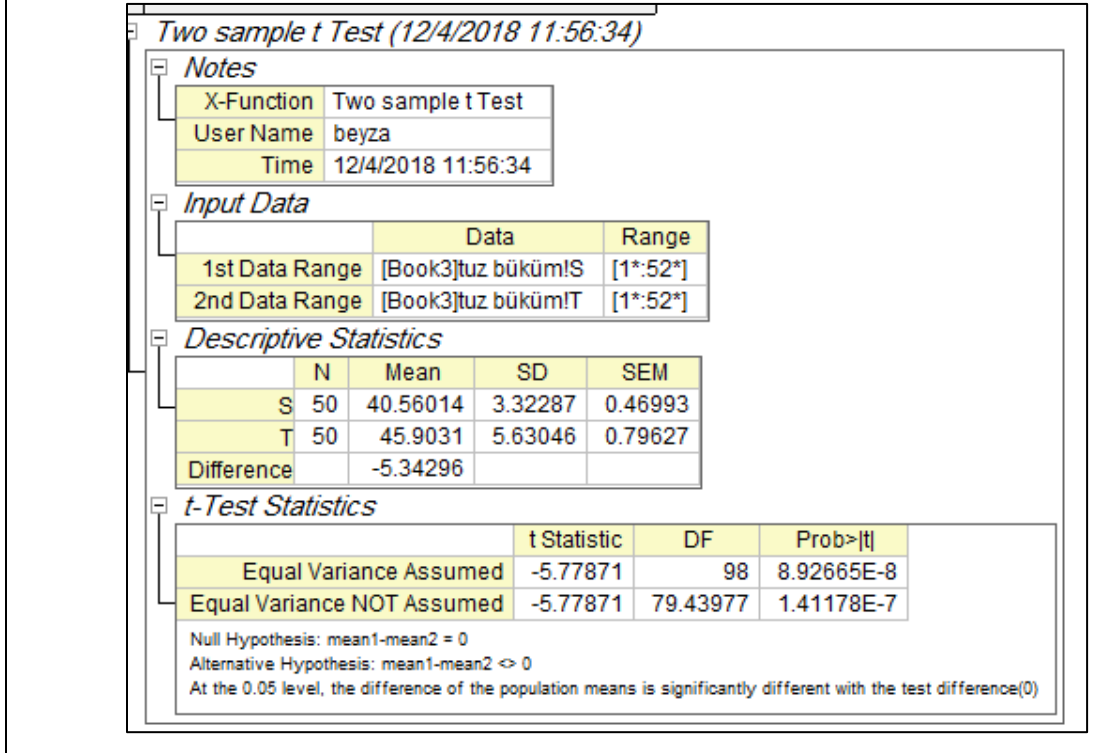 Two sample t Test (12/4/2018 11:56:34)
Notes
X-Function Two sample t Test
User Name beyza
Time 12/4/2018 11:56:34
Input Data
Data Range
1st Data Range [Book3]tuz büküm!S [1*:52*]
2nd Data Range [Book3]tuz büküm!T [1*:52*]
Descriptive Statistics
N Mean SD SEM
S 50 40.56014 3.32287 0.46993
T 50 45.9031 5.63046 0.79627
Difference -5.34296
t-Test Statistics
t Statistic DF Prob>|t|
Equal Variance Assumed -5.77871 98 8.92665E-8
Equal Variance NOT Assumed -5.77871 79.43977 1.41178E-7
Null Hypothesis: mean1-mean2 = 0
Alternative Hypothesis: mean1-mean2 <> 0
At the 0.05 level, the difference of the population means is significantly different with the test difference(0)